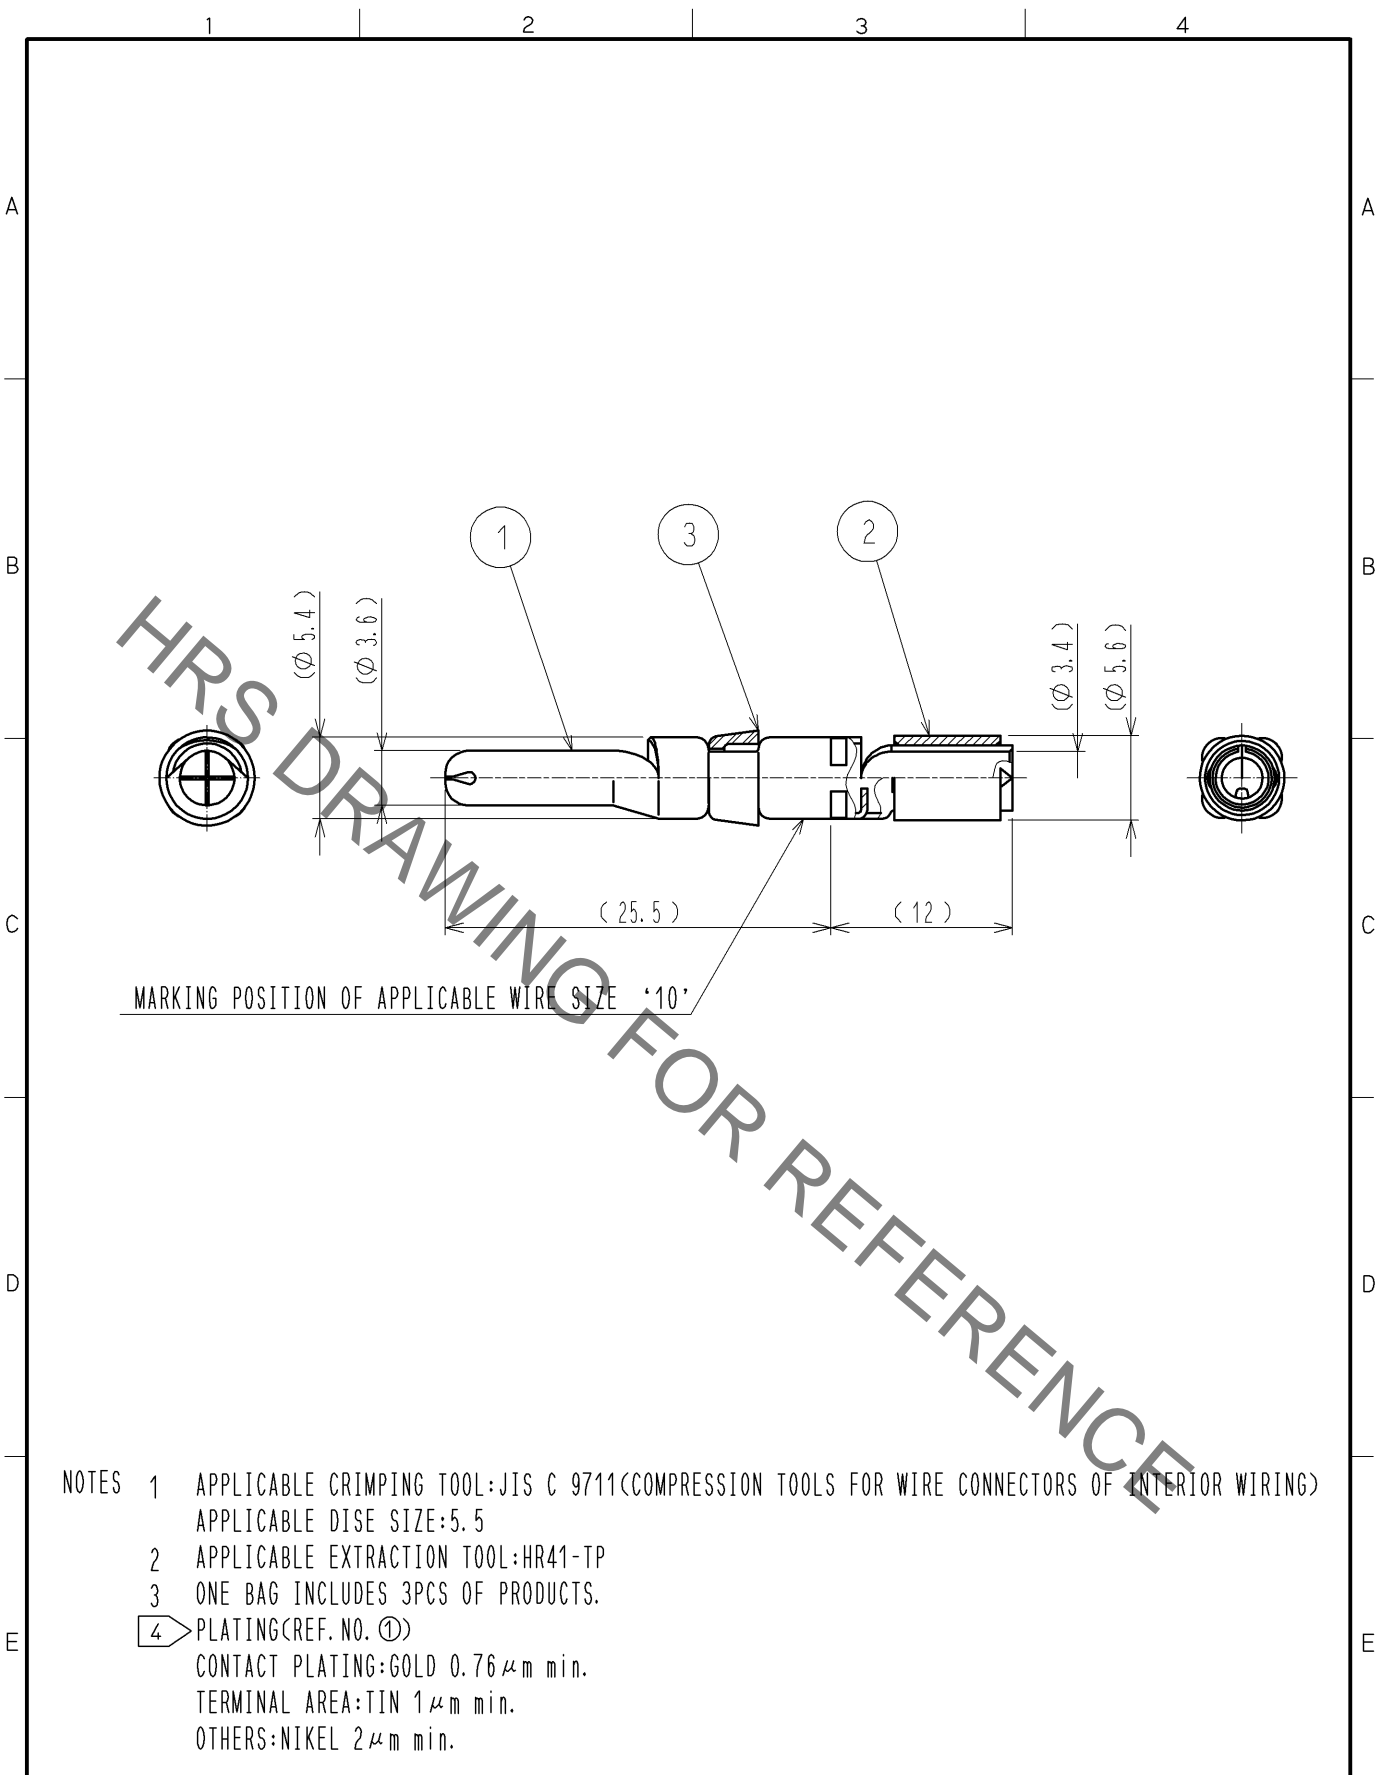 1 2 3 4
A A
1 3 2
B B
(Ø5.4) (Ø3.6) (Ø3.4) (Ø5.6)
C C
(25.5) (12)
MARKING POSITION OF APPLICABLE WIRE SIZE ‘10’
HRS DRAWING FOR REFERENCE
D D
NOTES 1 APPLICABLE CRIMPING TOOL:JIS C 9711(COMPRESSION TOOLS FOR WIRE CONNECTORS OF INTERIOR WIRING)
APPLICABLE DISE SIZE:5.5
2 APPLICABLE EXTRACTION TOOL:HR41-TP
3 ONE BAG INCLUDES 3PCS OF PRODUCTS.
4 PLATING(REF.NO.①)
E E
CONTACT PLATING:GOLD 0.76μm min.
TERMINAL AREA:TIN 1μm min.
OTHERS:NIKEL 2μm min.